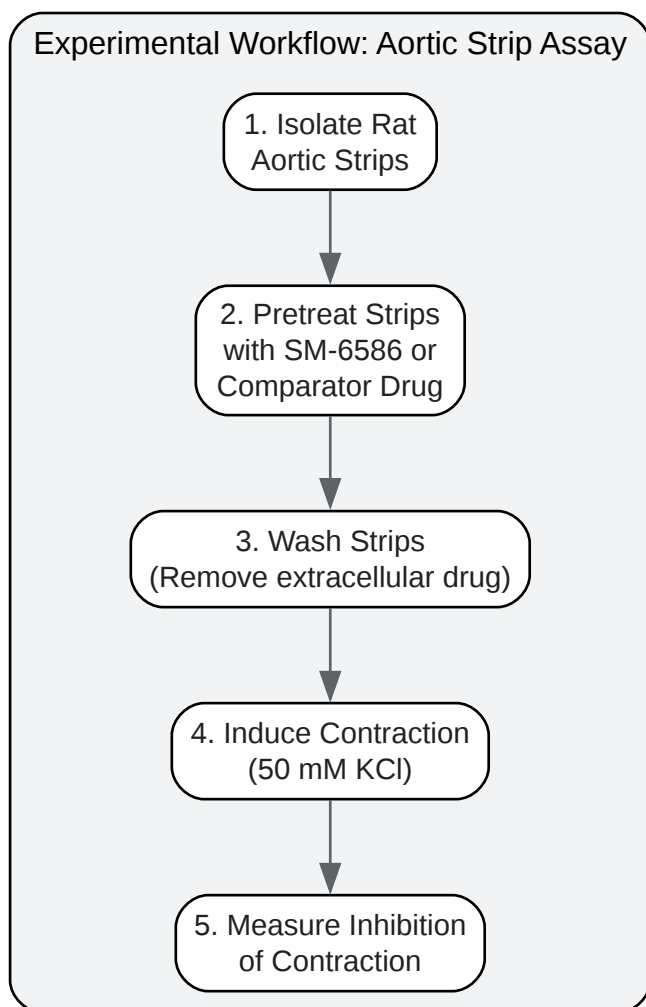 Experimental Workflow: Aortic Strip Assay
1. Isolate Rat
Aortic Strips
2. Pretreat Strips
with SM-6586 or
Comparator Drug
3. Wash Strips
(Remove extracellular drug)
4. Induce Contraction
(50 mM KCl)
5. Measure Inhibition
of Contraction